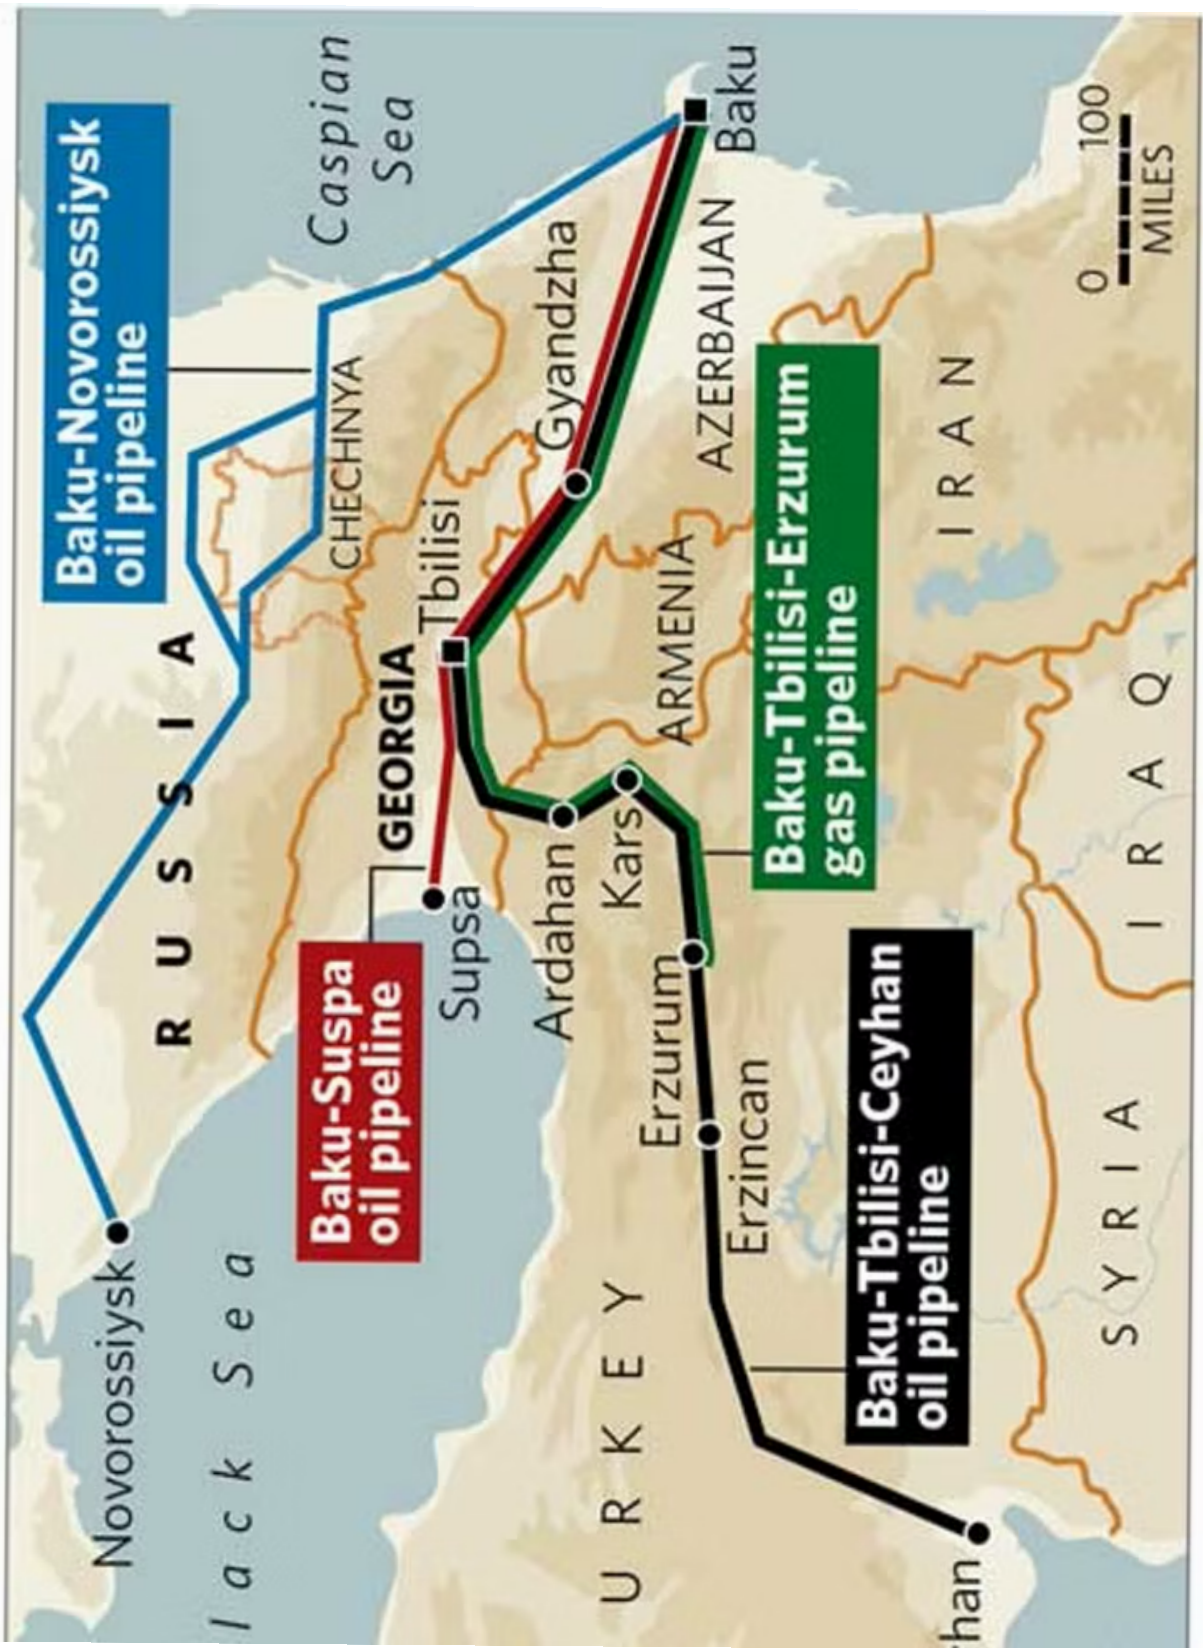 Novorossiysk
Baku-Novorossiysk
oil pipeline
R U S S I A
lack Sea
Caspian
Sea
CHECHNYA
Baku-Suspa
oil pipeline
GEORGIA
Supsa
Tbilisi
Gyandzha
Baku
Ardahan
Kars
ARMENIA
AZERBAIJAN
URKEY
Erzurum
Erzincan
Baku-Tbilisi-Erzurum
gas pipeline
Baku-Tbilisi-Ceyhan
oil pipeline
han
IRAN
SYRIA
IRAQ
0 100
MILES